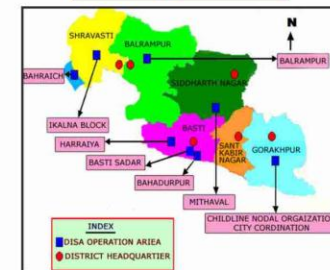 N
SHRAVASTI
BALRAMPUR
BALRAMPUR
BAHRAICH
SIDDHARTH NAGAR
IKALNA BLOCK
HARRAIYA
BASTI
SANT
KABIR
NAGAR
GORAKHPUR
BASTI SADAR
BAHADURPUR
MITHAVAL
CHILDLINE NODAL ORGAIZATION
CITY CORDINATION
INDEX
DISA OPERATION ARIEA
DISTRICT HEADQUARTIER